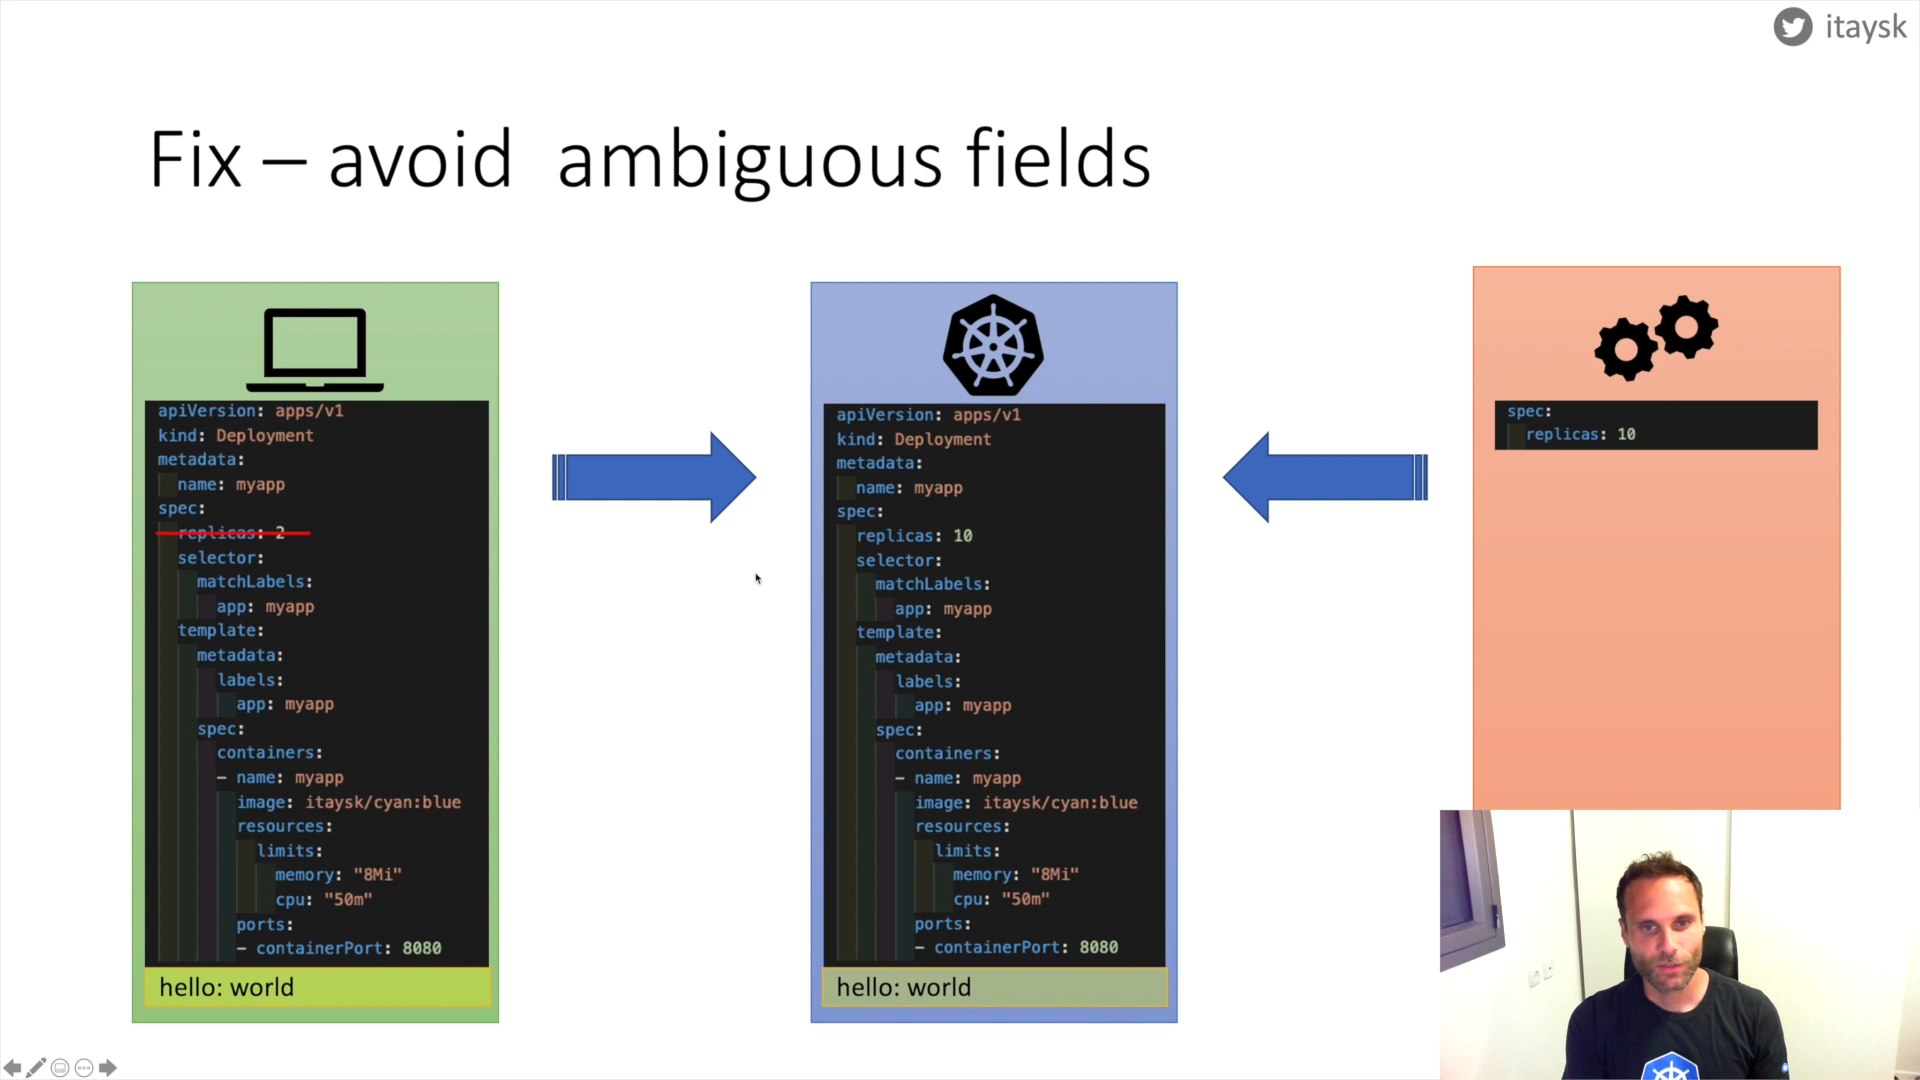 itaysk
Fix – avoid  ambiguous fields
apiVersion: apps/v1
kind: Deployment
metadata:
  name: myapp
spec:
  replicas: 2
  selector:
    matchLabels:
      app: myapp
  template:
    metadata:
      labels:
        app: myapp
    spec:
      containers:
      - name: myapp
        image: itaysk/cyan:blue
        resources:
          limits:
            memory: "8Mi"
            cpu: "50m"
        ports:
        - containerPort: 8080
hello: world
apiVersion: apps/v1
kind: Deployment
metadata:
  name: myapp
spec:
  replicas: 10
  selector:
    matchLabels:
      app: myapp
  template:
    metadata:
      labels:
        app: myapp
    spec:
      containers:
      - name: myapp
        image: itaysk/cyan:blue
        resources:
          limits:
            memory: "8Mi"
            cpu: "50m"
        ports:
        - containerPort: 8080
hello: world
spec:
  replicas: 10